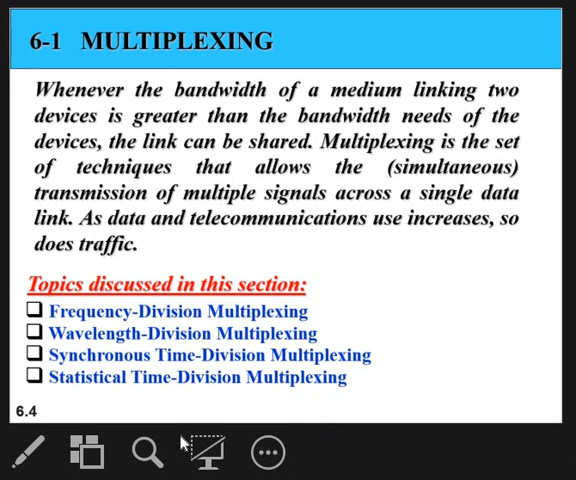 6-1 MULTIPLEXING
Whenever the bandwidth of a medium linking two
devices is greater than the bandwidth needs of the
devices, the link can be shared. Multiplexing is the set
of techniques that allows the (simultaneous)
transmission of multiple signals across a single data
link. As data and telecommunications use increases, so
does traffic.
Topics discussed in this section:
Frequency-Division Multiplexing
Wavelength-Division Multiplexing
Synchronous Time-Division Multiplexing
Statistical Time-Division Multiplexing
6.4